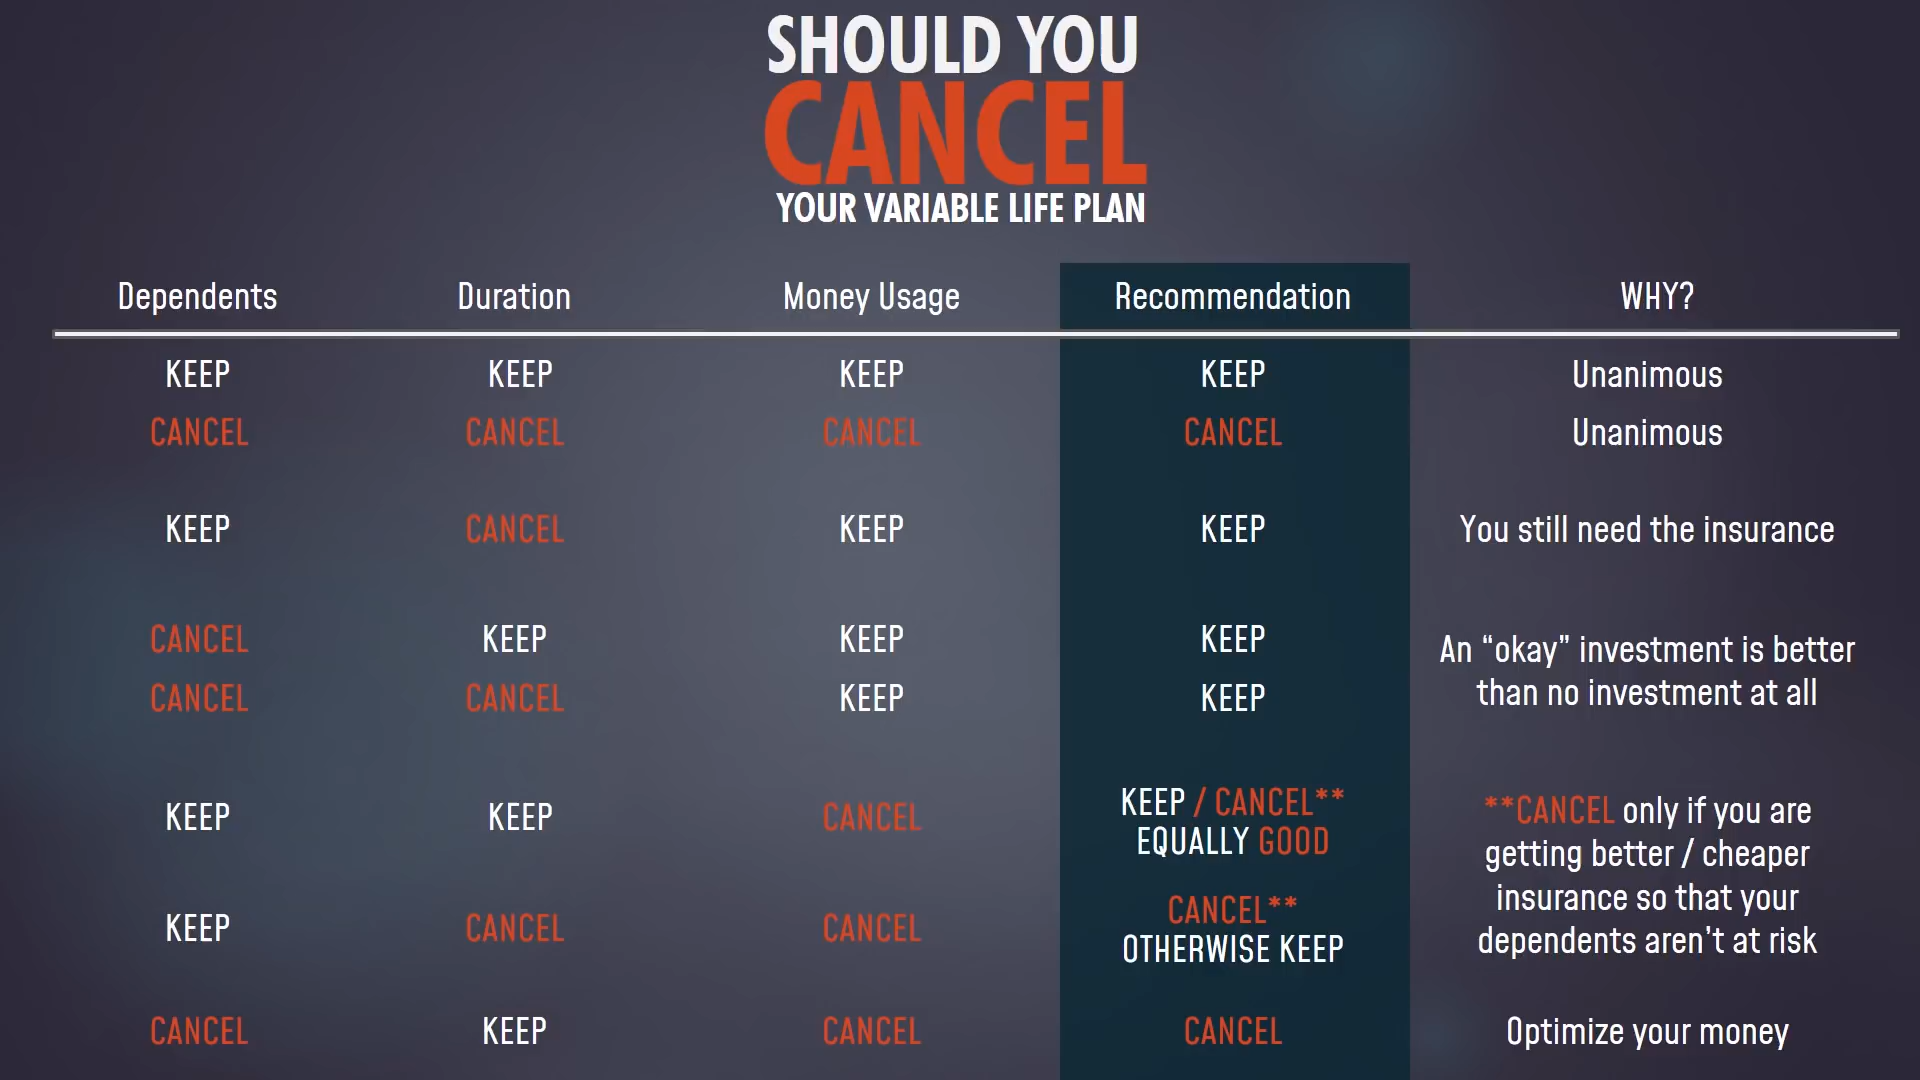 SHOULD YOU
CANCEL
YOUR VARIABLE LIFE PLAN
Dependents Duration Money Usage Recommendation WHY?
KEEP KEEP KEEP KEEP Unanimous
CANCEL CANCEL CANCEL CANCEL Unanimous
KEEP CANCEL KEEP KEEP You still need the insurance
CANCEL KEEP KEEP KEEP
CANCEL CANCEL KEEP KEEP
An “okay” investment is better
than no investment at all
KEEP KEEP CANCEL KEEP / CANCEL**
EQUALLY GOOD
KEEP CANCEL CANCEL CANCEL**
OTHERWISE KEEP
**CANCEL only if you are
getting better / cheaper
insurance so that your
dependents aren’t at risk
CANCEL KEEP CANCEL CANCEL Optimize your money